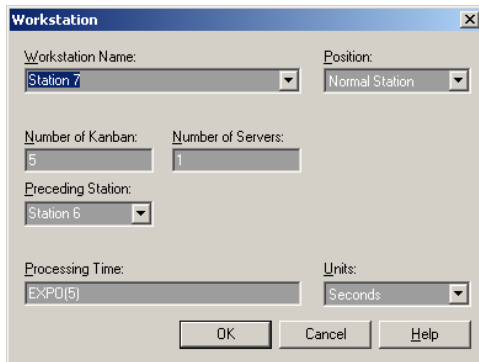 Workstation
Workstation Name: Position:
Station 7 Normal Station
Number of Kanban: Number of Servers:
5 1
Preceding Station:
Station 6
Processing Time: Units:
EXPO(5) Seconds
OK Cancel Help